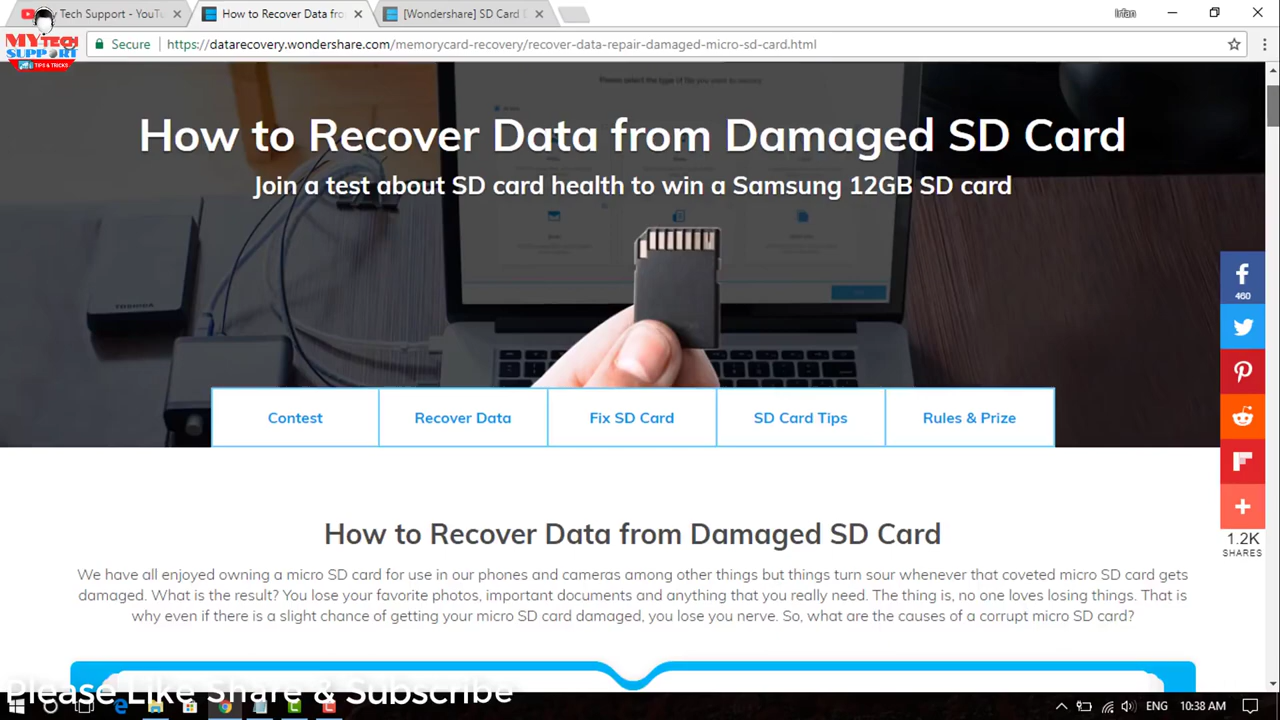 y Tech Support - YouTu
How to Recover Data fro
[Wondershare] SD Card
Irfan
MYTECH
SUPPORT
TIPS & TRICKS
Secure
https://datarecovery.wondershare.com/memorycard-recovery/recover-data-repair-damaged-micro-sd-card.html
How to Recover Data from Damaged SD Card
Join a test about SD card health to win a Samsung 12GB SD card
TOSHIBA
460
Contest
Recover Data
Fix SD Card
SD Card Tips
Rules & Prize
1.2K
SHARES
How to Recover Data from Damaged SD Card
We have all enjoyed owning a micro SD card for use in our phones and cameras among other things but things turn sour whenever that coveted micro SD card gets
damaged. What is the result? You lose your favorite photos, important documents and anything that you really need. The thing is, no one loves losing things. That is
why even if there is a slight chance of getting your micro SD card damaged, you lose you nerve. So, what are the causes of a corrupt micro SD card?
Please Like Share & Subscribe
ENG
10:38 AM